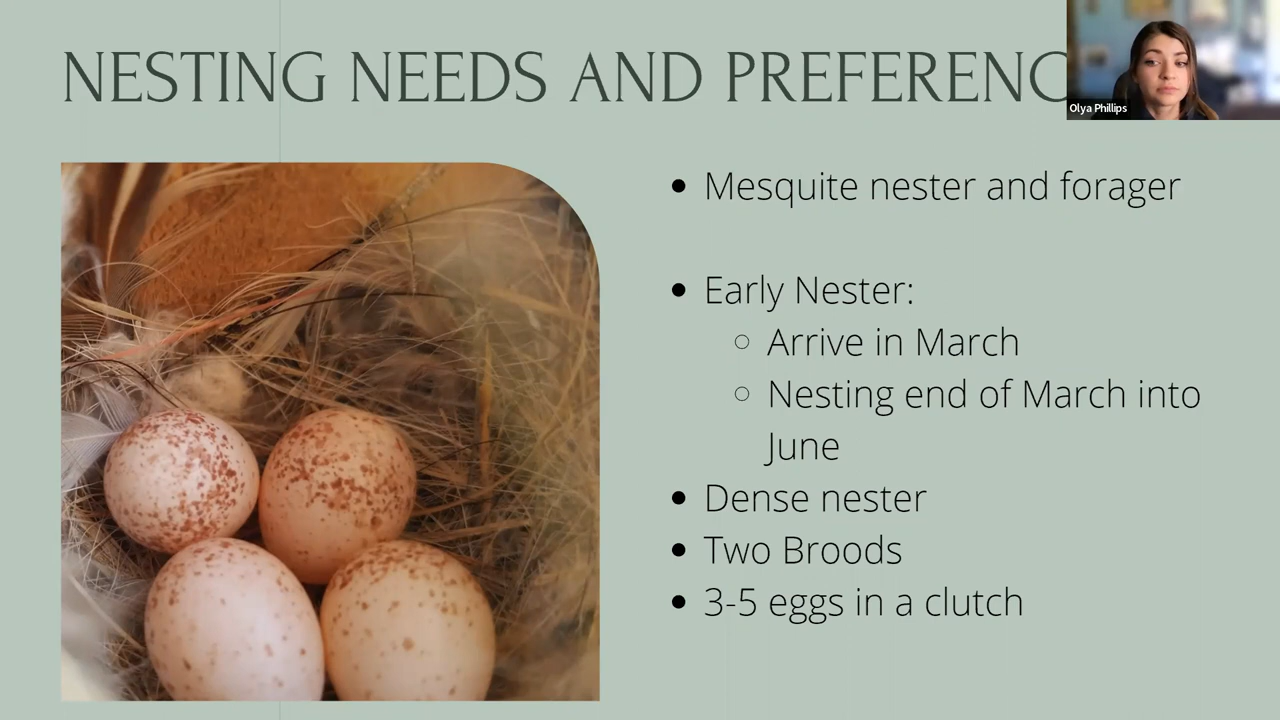 NESTING NEEDS AND PREFERENC
Olya Phillips
Mesquite nester and forager
Early Nester:
Arrive in March
Nesting end of March into
June
Dense nester
Two Broods
3-5 eggs in a clutch